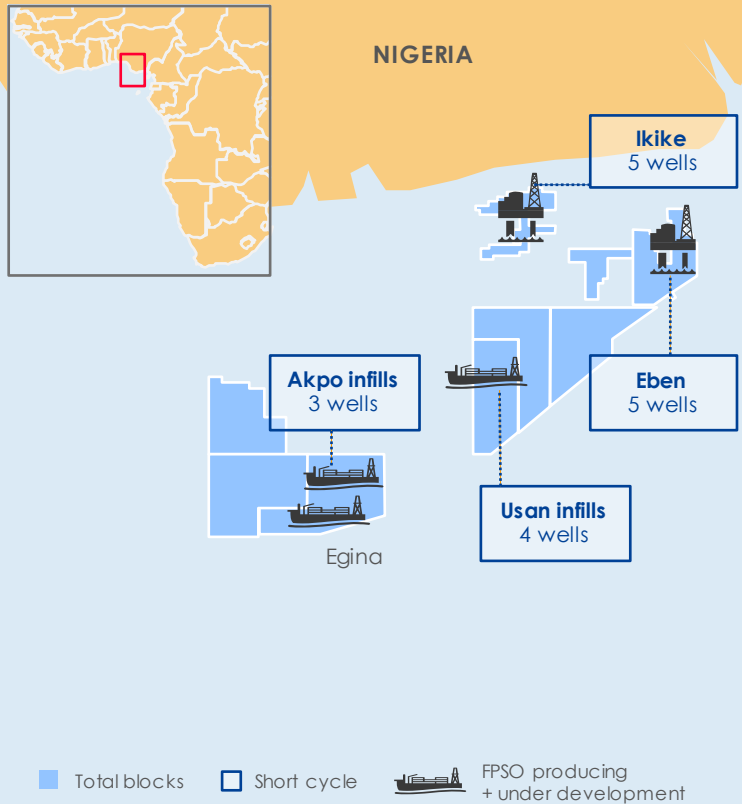 NIGERIA
Ikike
5 wells
Akpo infills
3 wells
Eben
5 wells
Usan infills
4 wells
Egina
Total blocks
Short cycle
FPSO producing
+ under development